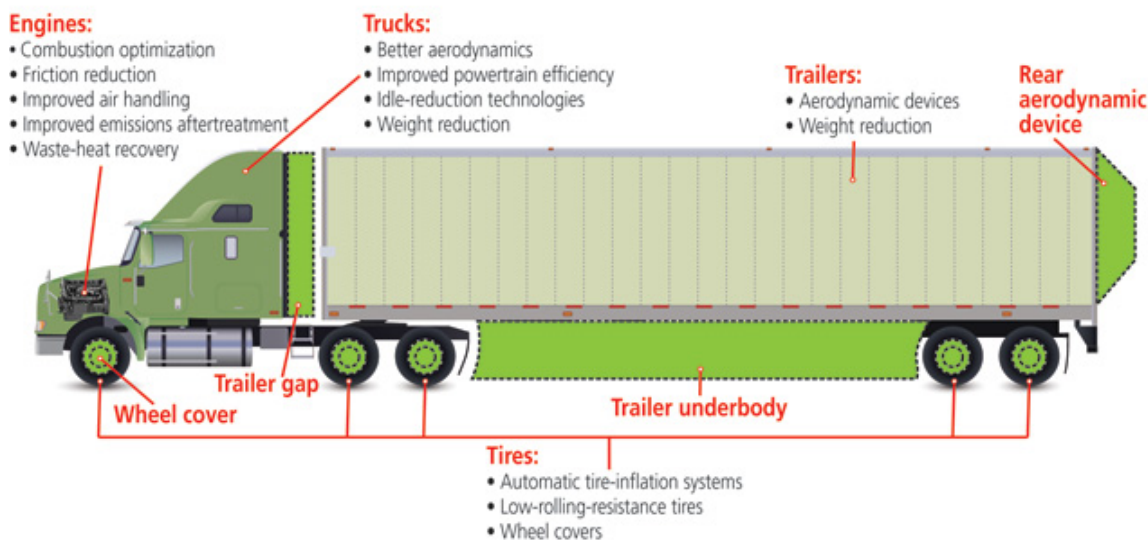 Engines:
• Combustion optimization
• Friction reduction
• Improved air handling
• Improved emissions aftertreatment
• Waste-heat recovery
Trucks:
• Better aerodynamics
• Improved powertrain efficiency
• Idle-reduction technologies
• Weight reduction
Trailers:
• Aerodynamic devices
• Weight reduction
Rear
aerodynamic
device
Trailer gap
Wheel cover
Trailer underbody
Tires:
• Automatic tire-inflation systems
• Low-rolling-resistance tires
• Wheel covers